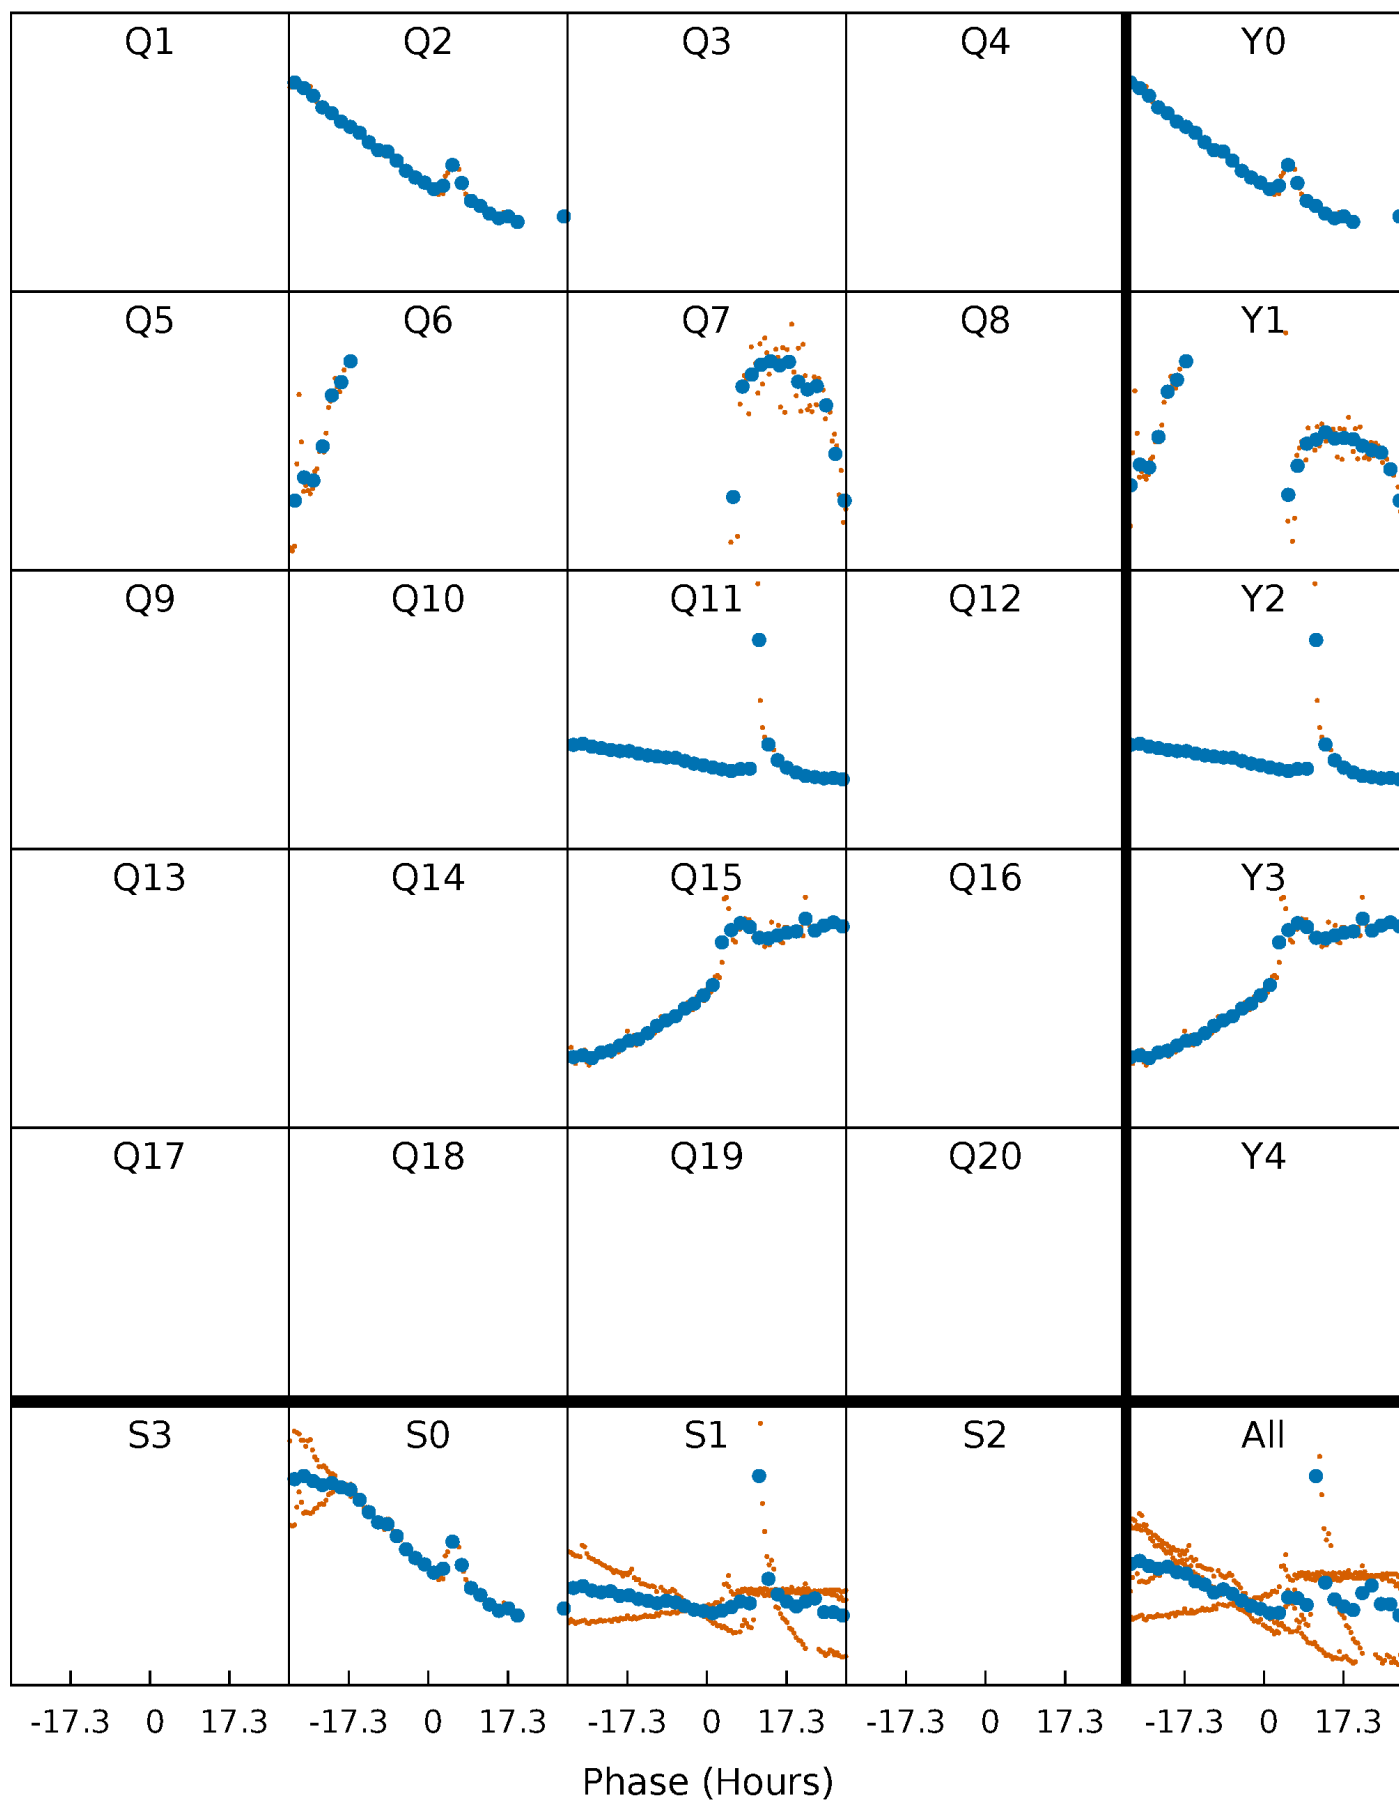 Q1 Q2 Q3 Q4 Y0
Q5 Q6 Q7 Q8 Y1
Q9 Q10 Q11 Q12 Y2
Q13 Q14 Q15 Q16 Y3
Q17 Q18 Q19 Q20 Y4
S3 S0 S1 S2 All
-17.3 0 17.3 -17.3 0 17.3 -17.3 0 17.3 -17.3 0 17.3 -17.3 0 17.3
Phase (Hours)